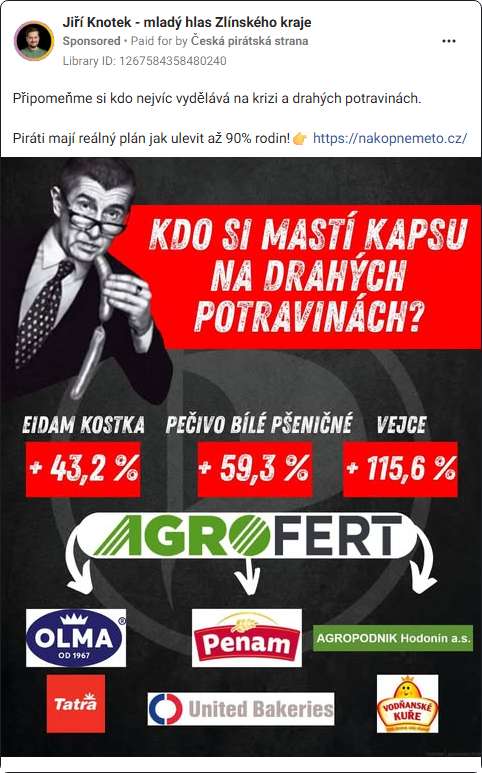 Jiří Knotek - mladý hlas Zlínského kraje
Sponsored • Paid for by Česká pirátská strana
Library ID: 1267584358480240
Připomeňme si kdo nejvíc vydělává na krizi a drahých potravinách.
Piráti mají reálný plán jak ulevit až 90% rodin!👉 https://nakopnemeto.cz/
KDO SI MASTÍ KAPSU
NA DRAHÝCH
POTRAVINÁCH?
EIDAM KOSTKA PEČIVO BÍLÉ PŠENIČNÉ VEJCE
+ 43,2 % + 59,3 % + 115,6 %
AGROFERT
OLMA
OD 1967
Penam
AGROPODNIK Hodonín a.s.
Tatra
United Bakeries
VODŇANSKÉ
KUŘE